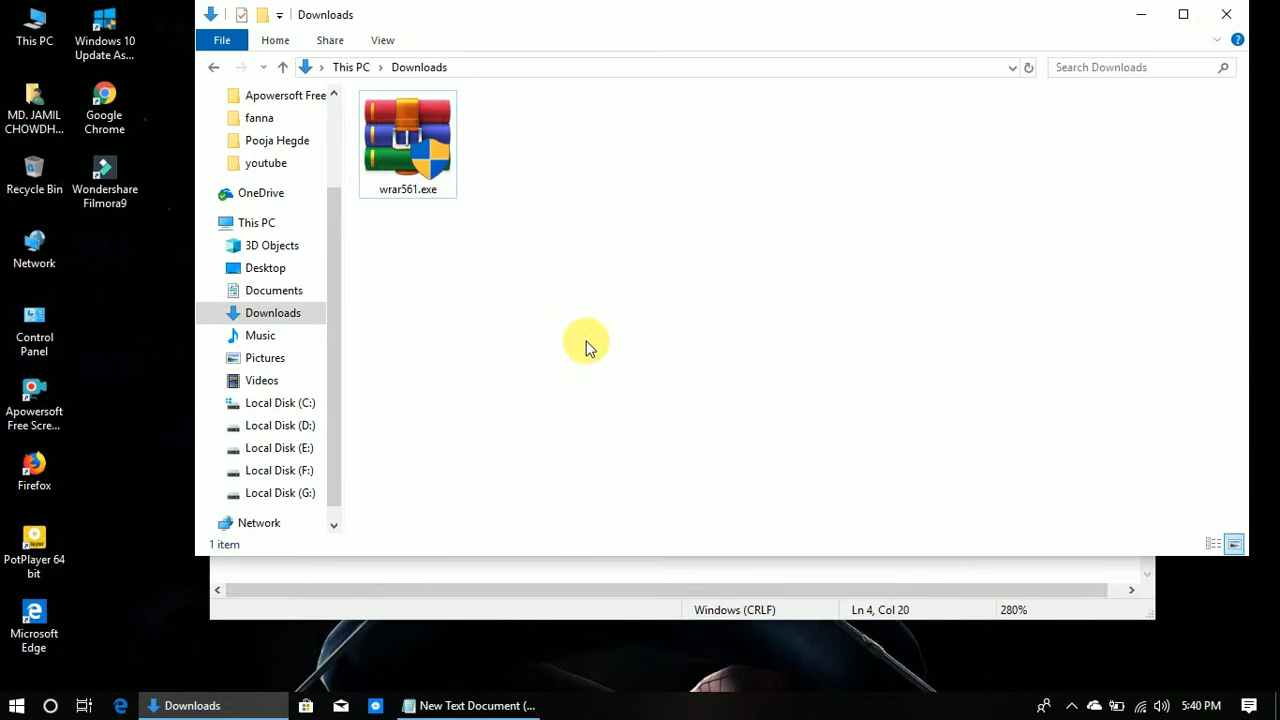 This PC
Windows 10
Update As...
MD. JAMIL
CHOWDH...
Google
Chrome
Recycle Bin
Wondershare
Filmora9
Network
Control
Panel
Apowersoft
Free Scre...
Firefox
PotPlayer 64
bit
Microsoft
Edge
Downloads
File
Home
Share
View
This PC
Downloads
Search Downloads
Apowersoft Free
fanna
Pooja Hegde
youtube
OneDrive
This PC
3D Objects
Desktop
Documents
Downloads
Music
Pictures
Videos
Local Disk (C:)
Local Disk (D:)
Local Disk (E:)
Local Disk (F:)
Local Disk (G:)
Network
wrar561.exe
1 item
Windows (CRLF)
Ln 4, Col 20
280%
Downloads
New Text Document (...
5:40 PM